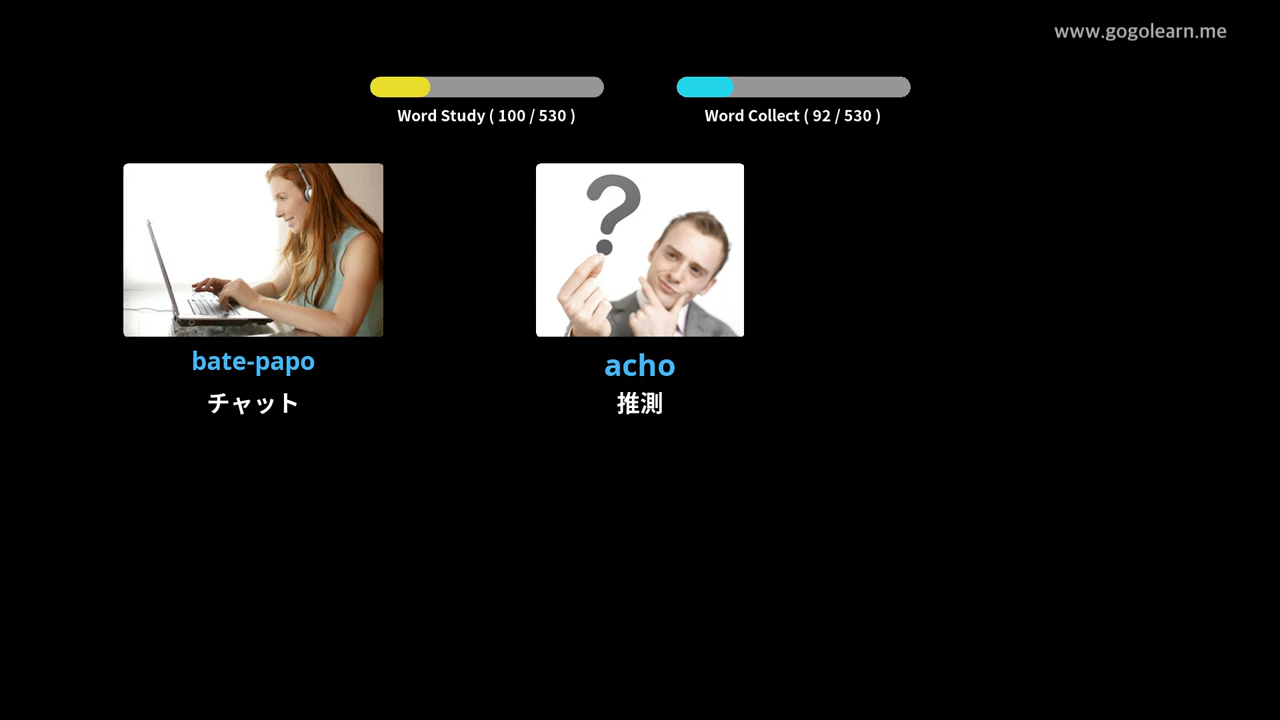 www.gogolearn.me
Word Study ( 100 / 530 )
Word Collect ( 92 / 530 )
bate-papo
チャット
acho
推測